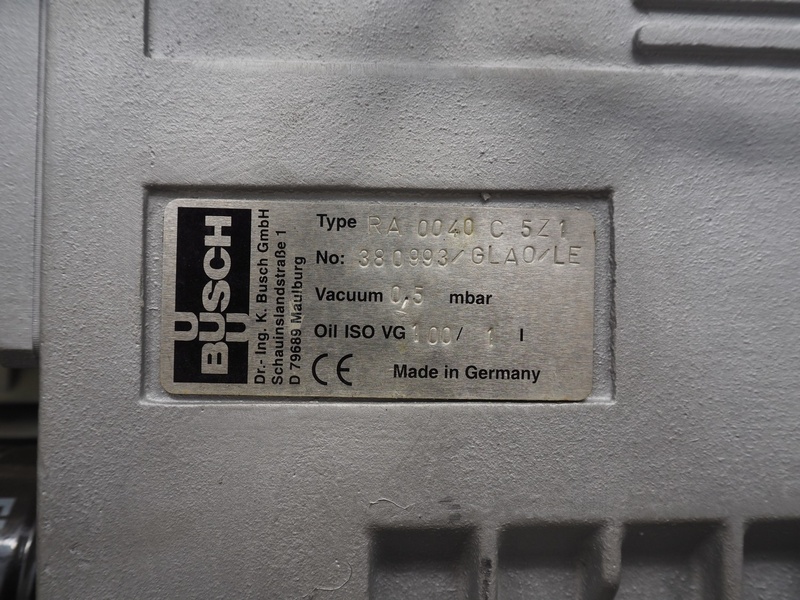 BUSCH
Dr.- Ing. K. Busch GmbH
Schauinslandstraße 1
D 79689 Maulburg
Type RA 0040 C 5Z1
No: 380993/GLAO/LE
Vacuum 0,5 mbar
Oil ISO VG 100/ 1 l
CE Made in Germany